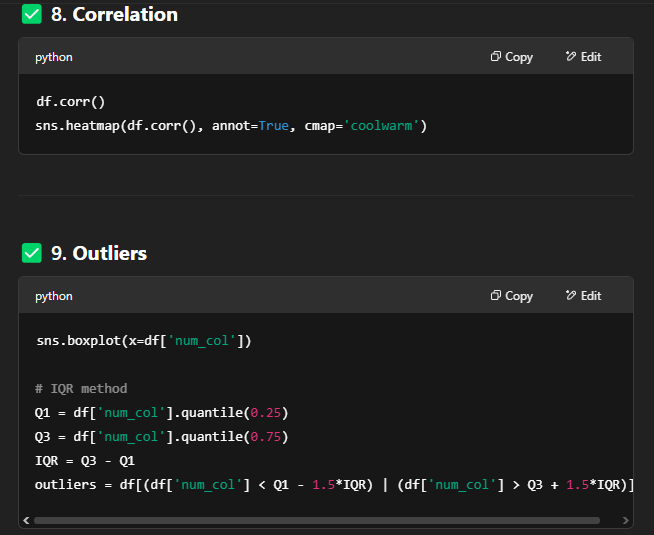 ✅ 8. Correlation
python
Copy
Edit
df.corr()
sns.heatmap(df.corr(), annot=True, cmap='coolwarm')
✅ 9. Outliers
python
Copy
Edit
sns.boxplot(x=df['num_col'])
# IQR method
Q1 = df['num_col'].quantile(0.25)
Q3 = df['num_col'].quantile(0.75)
IQR = Q3 - Q1
outliers = df[(df['num_col'] < Q1 - 1.5*IQR) | (df['num_col'] > Q3 + 1.5*IQR)]